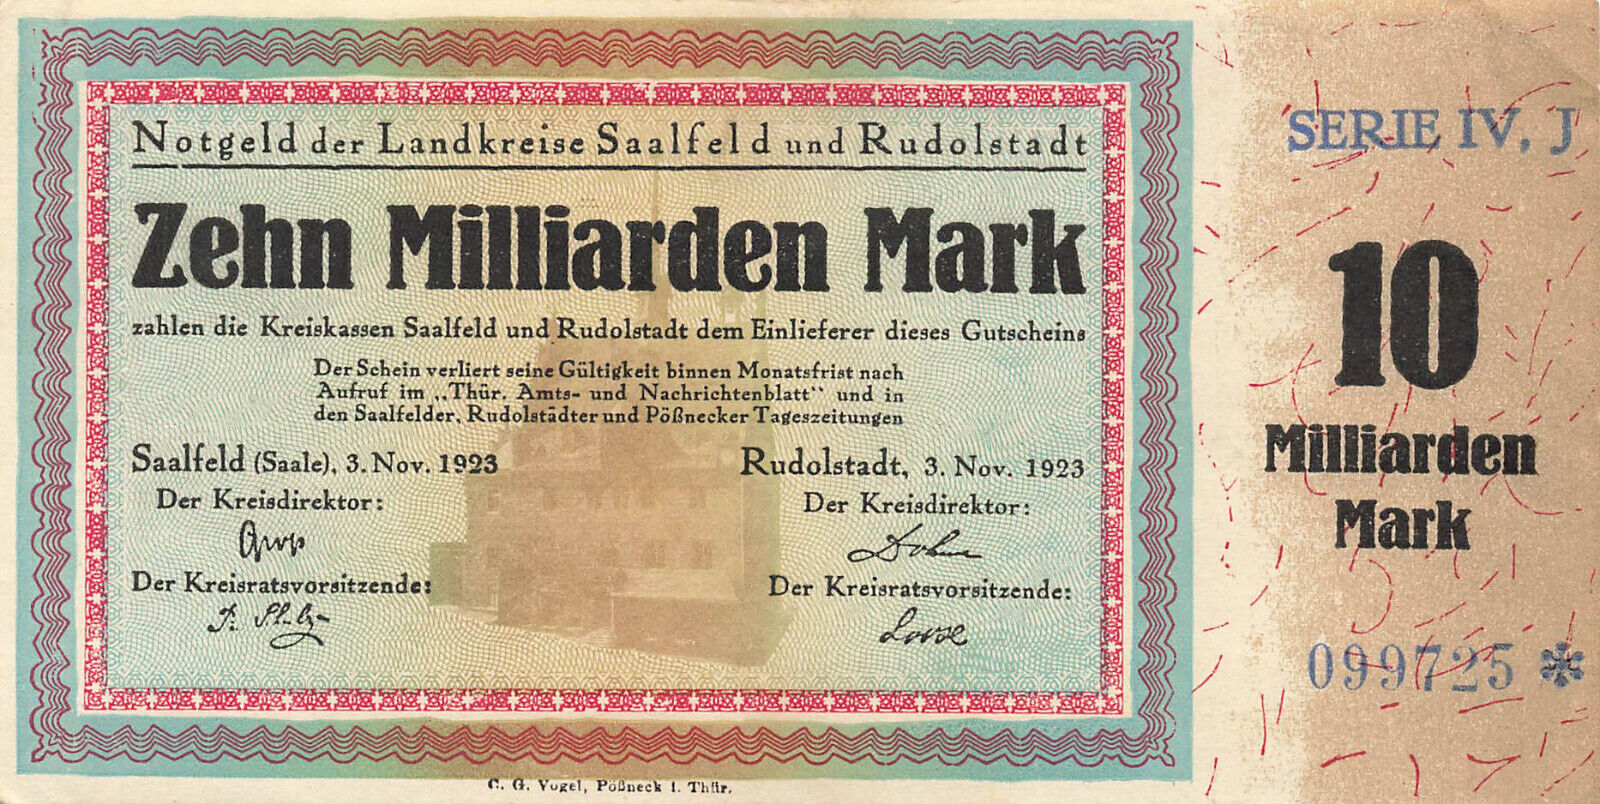 Notgeld der Landkreise Saalfeld und Rudolstadt
Zehn Milliarden Mark
zahlen die Kreiskassen Saalfeld und Rudolstadt dem Einlieferer dieses Gutscheins
Der Schein verliert seine Gültigkeit binnen Monatsfrist nach
Aufruf im „Thür. Amts- und Nachrichtenblatt“ und in
den Saalfelder, Rudolstädter und Pößnecker Tageszeitungen
Saalfeld (Saale), 3. Nov. 1923
Der Kreisdirektor:
Der Kreisratsvorsitzende:
Rudolstadt, 3. Nov. 1923
Der Kreisdirektor:
Dohm
Der Kreisratsvorsitzende:
Loose
SERIE IV. J
10
Milliarden
Mark
099725 *
C. G. Vogel, Pößneck i. Thür.